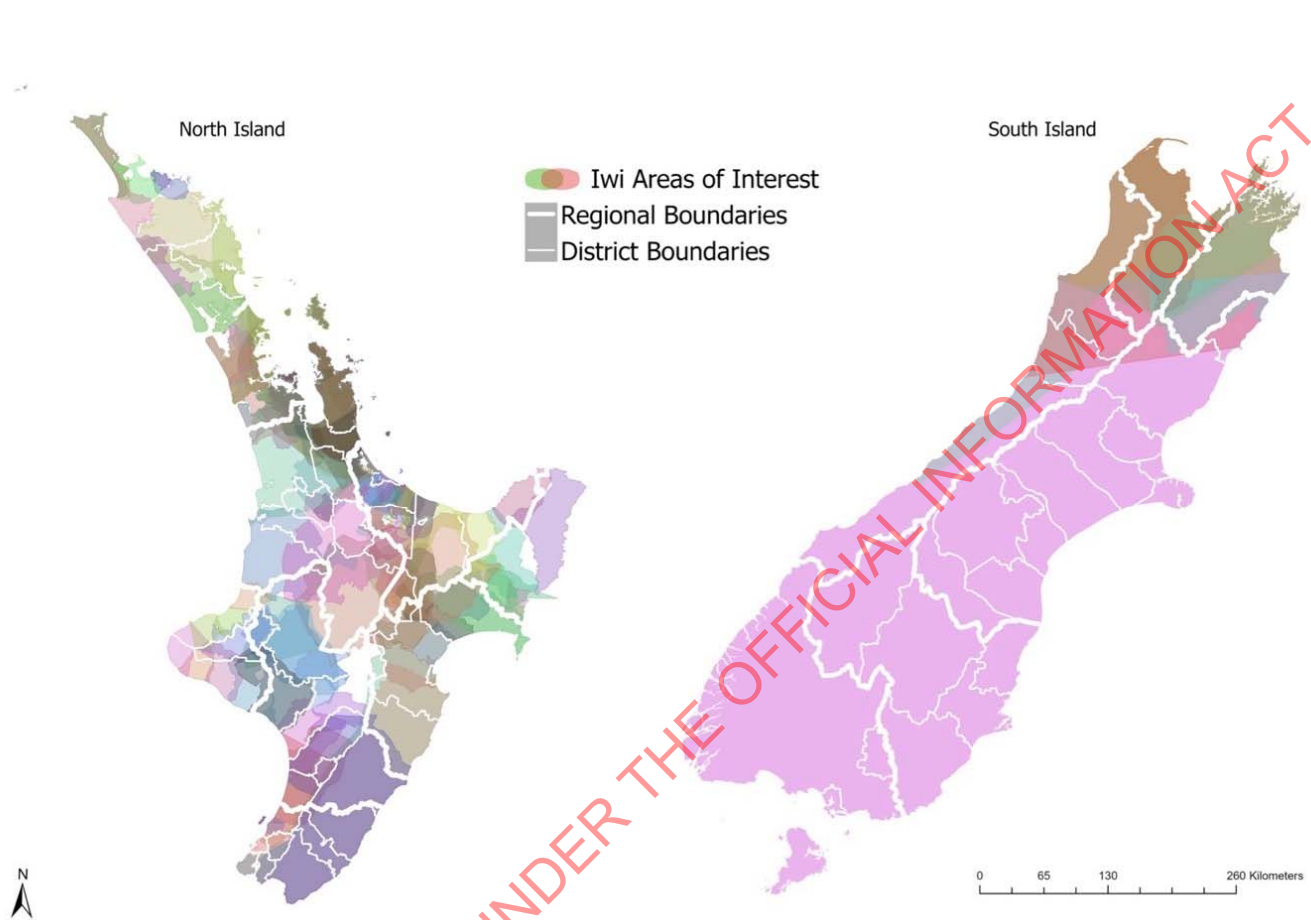 North Island
South Island
Iwi Areas of Interest
Regional Boundaries
District Boundaries
UNDER THE OFFICIAL INFORMATION ACT
N
0 65 130 260 Kilometers